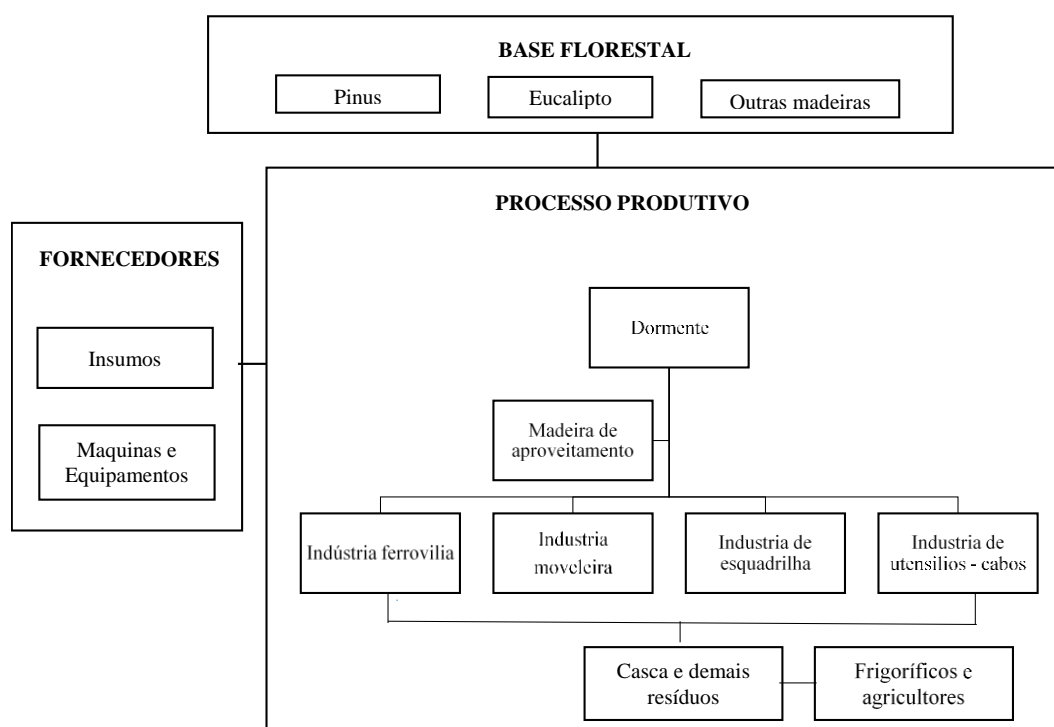 BASE FLORESTAL
Pinus
Eucalipto
Outras madeiras
PROCESSO PRODUTIVO
FORNECEDORES
Insumos
Maquinas e
Equipamentos
Dormente
Madeira de
aproveitamento
Indústria ferrovilia
Industria
moveleira
Industria de
esquadrilha
Industria de
utensilios - cabos
Casca e demais
resíduos
Frigoríficos e
agricultores